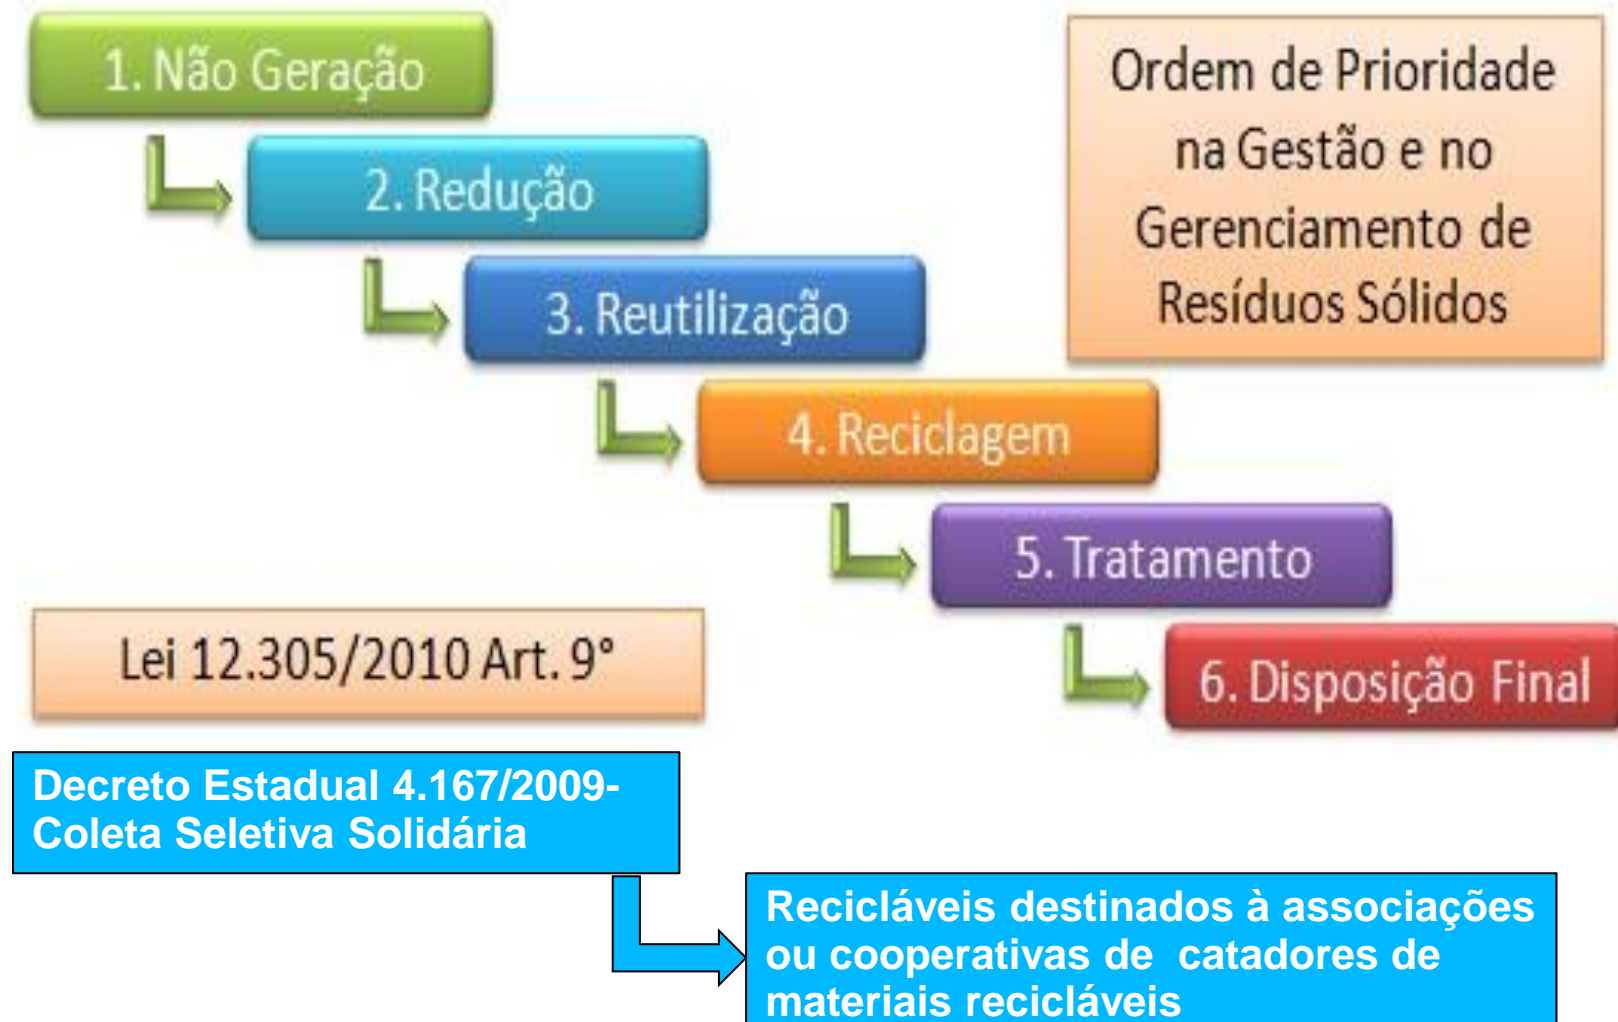 1. Não Geração
Ordem de Prioridade
na Gestão e no
Gerenciamento de
Resíduos Sólidos
2. Redução
3. Reutilização
4. Reciclagem
5. Tratamento
6. Disposição Final
Lei 12.305/2010 Art. 9°
Decreto Estadual 4.167/2009-
Coleta Seletiva Solidária
Recicláveis destinados à associações
ou cooperativas de catadores de
materiais recicláveis